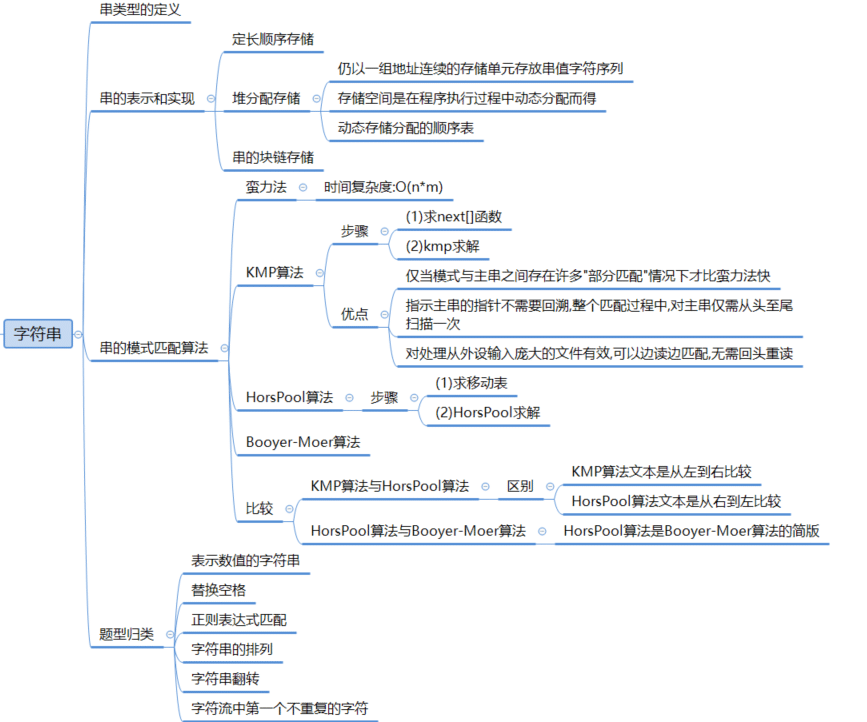 字符串
串类型的定义
串的表示和实现
定长顺序存储
堆分配存储
仍以一组地址连续的存储单元存放串值字符序列
存储空间是在程序执行过程中动态分配而得
动态存储分配的顺序表
串的块链存储
串的模式匹配算法
蛮力法
时间复杂度:O(n*m)
KMP算法
步骤
(1)求next[]函数
(2)kmp求解
优点
仅当模式与主串之间存在许多"部分匹配"情况下才比蛮力法快
指示主串的指针不需要回溯,整个匹配过程中,对主串仅需从头至尾
扫描一次
对处理从外设输入庞大的文件有效,可以边读边匹配,无需回头重读
HorsPool算法
步骤
(1)求移动表
(2)HorsPool求解
Booyer-Moer算法
比较
KMP算法与HorsPool算法
区别
KMP算法文本是从左到右比较
HorsPool算法文本是从右到左比较
HorsPool算法与Booyer-Moer算法
HorsPool算法是Booyer-Moer算法的简版
题型归类
表示数值的字符串
替换空格
正则表达式匹配
字符串的排列
字符串翻转
字符流中第一个不重复的字符